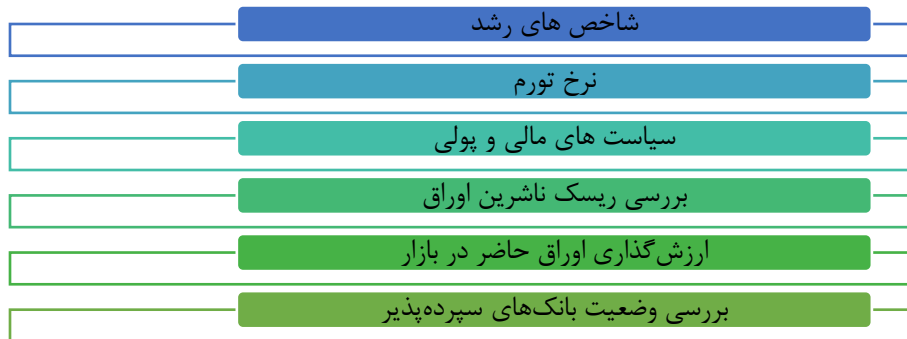 شاخص های رشد
نرخ تورم
سیاست های مالی و پولی
بررسی ریسک ناشرین اوراق
ارزش‌گذاری اوراق حاضر در بازار
بررسی وضعیت بانک‌های سپرده‌پذیر